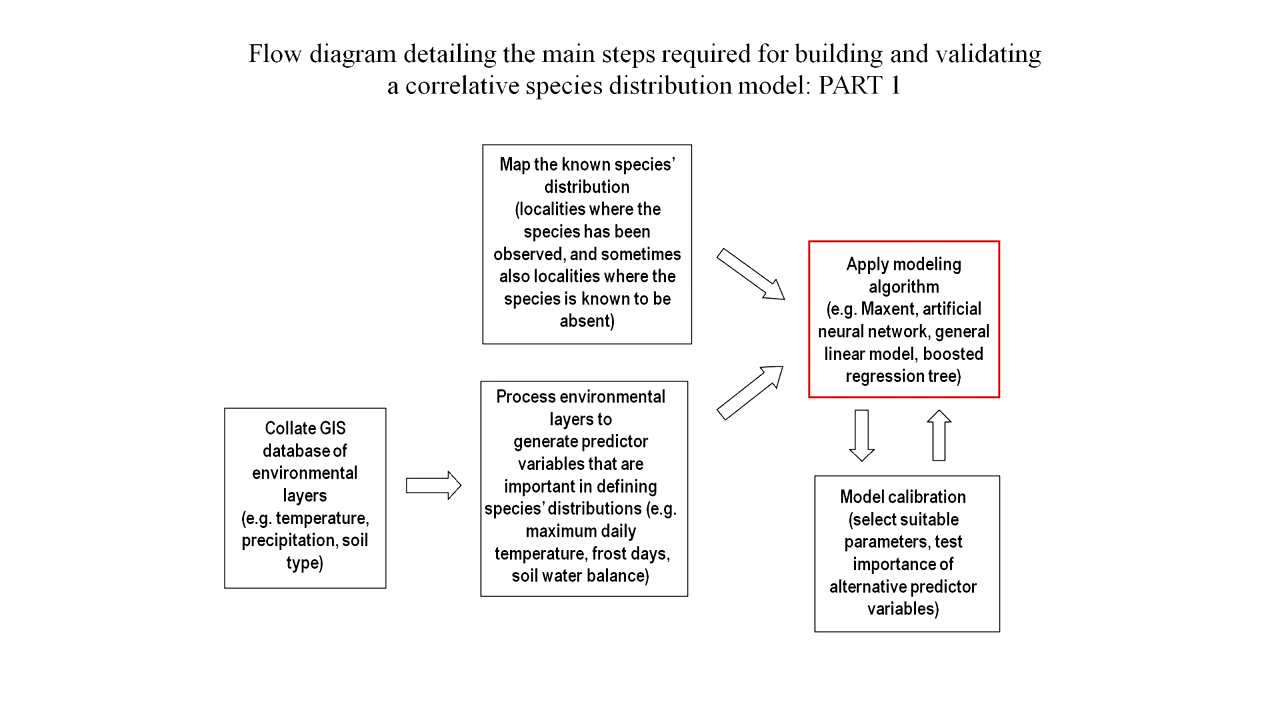 Flow diagram detailing the main steps required for building and validating
a correlative species distribution model: PART 1
Map the known species’
distribution
(localities where the
species has been
observed, and sometimes
also localities where the
species is known to be
absent)
Apply modeling
algorithm
(e.g. Maxent, artificial
neural network, general
linear model, boosted
regression tree)
Collate GIS
database of
environmental
layers
(e.g. temperature,
precipitation, soil
type)
Process environmental
layers to
generate predictor
variables that are
important in defining
species’ distributions (e.g.
maximum daily
temperature, frost days,
soil water balance)
Model calibration
(select suitable
parameters, test
importance of
alternative predictor
variables)